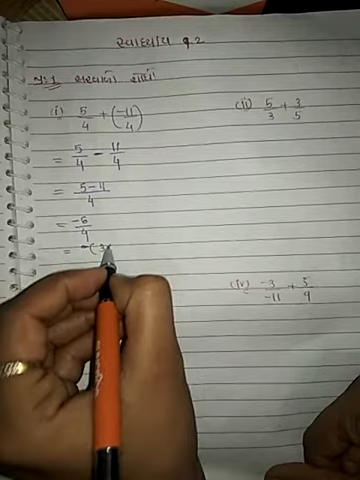 સ્વાધ્યાય 9.2
પ્ર:1 સરવાળો શોધો
(i) 5/4 + (-11/4)
(ii) 5/3 + 3/5
= 5/4 - 11/4
= 5-11/4
= -6/4
= -(3
(iv) -3/-11 + 5/9